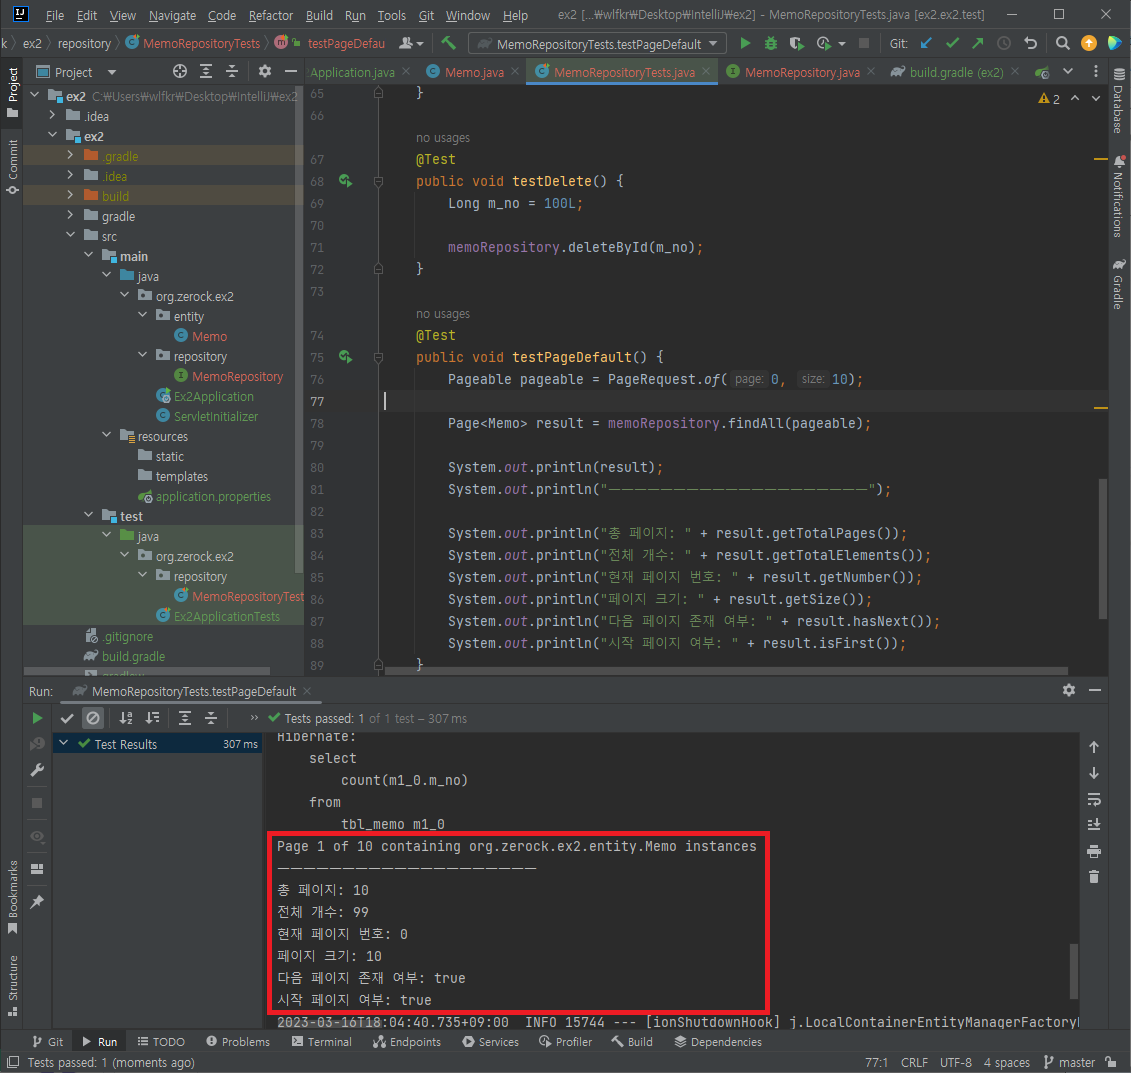 File Edit View Navigate Code Refactor Build Run Tools Git Window Help ex2 [...₩wlfkr₩Desktop₩IntelliJ₩ex2] - MemoRepositoryTests.java [ex2.ex2.test]
k ex2 repository MemoRepositoryTests testPageDefau MemoRepositoryTests.testPageDefault Git:
Project
Application.java Memo.java MemoRepositoryTests.java MemoRepository.java build.gradle (ex2)
Project
Commit
Bookmarks
Structure
Database
Notifications
Gradle
ex2 C:₩Users₩wlfkr₩Desktop₩IntelliJ₩ex2
.idea
ex2
.gradle
.idea
build
gradle
src
main
java
org.zerock.ex2
entity
Memo
repository
MemoRepository
Ex2Application
ServletInitializer
resources
static
templates
application.properties
test
java
org.zerock.ex2
repository
MemoRepositoryTest
Ex2ApplicationTests
.gitignore
build.gradle
2
65 }
66
no usages
67 @Test
68 public void testDelete() {
69 Long m_no = 100L;
70
71 memoRepository.deleteById(m_no);
72 }
73
no usages
74 @Test
75 public void testPageDefault() {
76 Pageable pageable = PageRequest.of( page: 0, size: 10);
77
78 Page<Memo> result = memoRepository.findAll(pageable);
79
80 System.out.println(result);
81 System.out.println("————————————————————");
82
83 System.out.println("총 페이지: " + result.getTotalPages());
84 System.out.println("전체 개수: " + result.getTotalElements());
85 System.out.println("현재 페이지 번호: " + result.getNumber());
86 System.out.println("페이지 크기: " + result.getSize());
87 System.out.println("다음 페이지 존재 여부: " + result.hasNext());
88 System.out.println("시작 페이지 여부: " + result.isFirst());
89 }
Run: MemoRepositoryTests.testPageDefault
Tests passed: 1 of 1 test – 307 ms
Test Results 307 ms
Hibernate:
select
count(m1_0.m_no)
from
tbl_memo m1_0
Page 1 of 10 containing org.zerock.ex2.entity.Memo instances
————————————————————
총 페이지: 10
전체 개수: 99
현재 페이지 번호: 0
페이지 크기: 10
다음 페이지 존재 여부: true
시작 페이지 여부: true
2023-03-16T18:04:40.735+09:00 INFO 15744 --- [ionShutdownHook] j.LocalContainerEntityManagerFactory
Git Run TODO Problems Terminal Endpoints Services Profiler Build Dependencies
Tests passed: 1 (moments ago) 77:1 CRLF UTF-8 4 spaces master